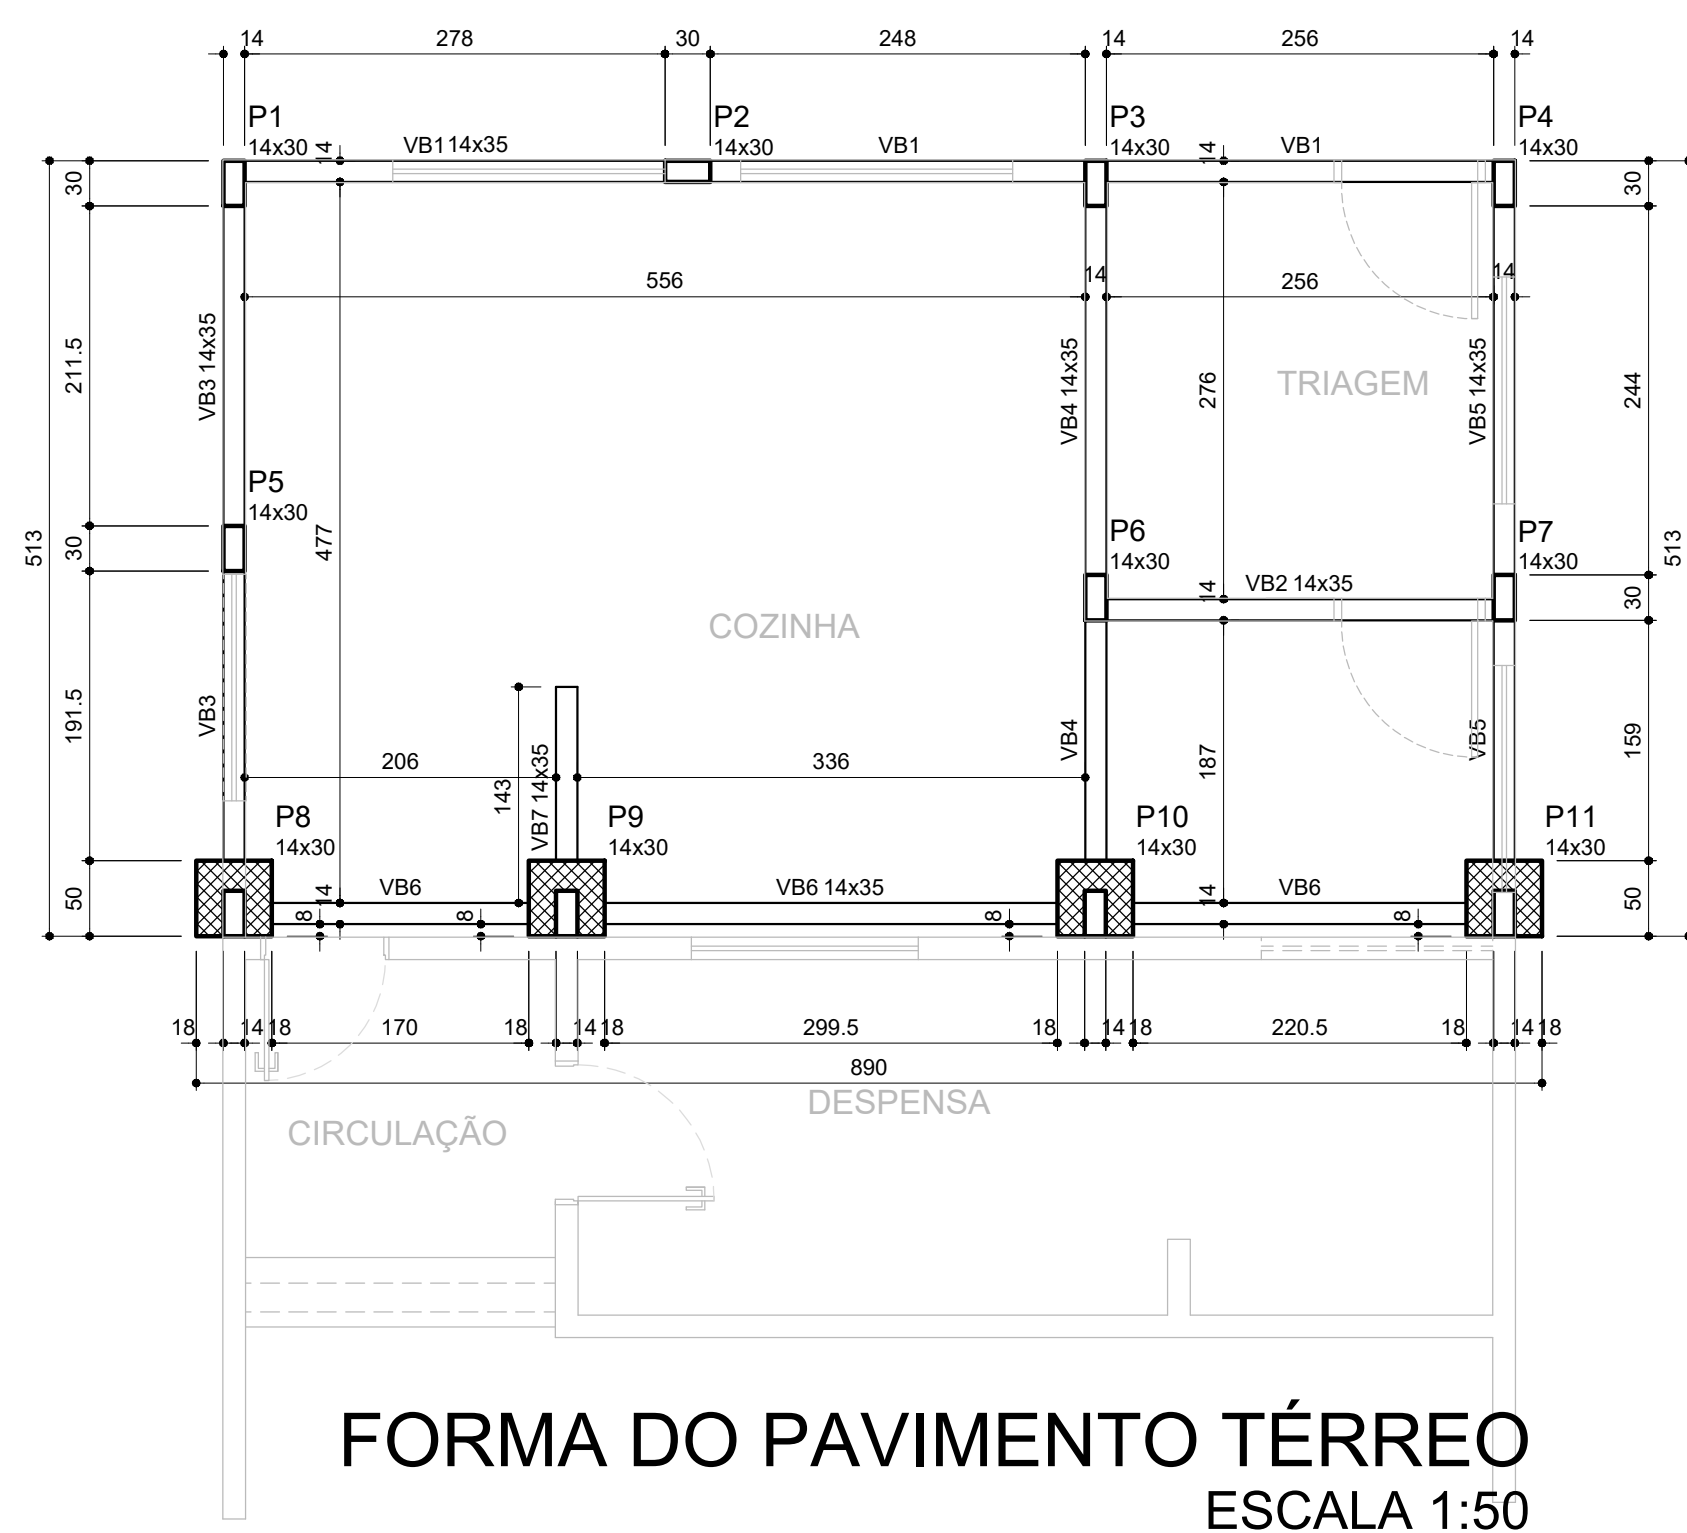 14 278 30 248 14 256 14
P1 P2 P3 P4
14x30 14 VB1 14x35 14x30 VB1 14x30 14 VB1 14x30
30 30
556 14 256 14
VB3 14x35 VB4 14x35 VB5 14x35
211.5 276 244
TRIAGEM
P5
14x30
513 30 477 513
P6 P7
14x30 14x30
14 VB2 14x35 30
COZINHA
191.5 VB3 VB4 VB5 159
206 336 187
143 VB7 14x35
P8 P9 P10 P11
14x30 14x30 14x30 14x30
50 14 VB6 VB6 14x35 14 VB6 50
8 8 8 8
18 14 18 170 18 14 18 299.5 18 14 18 220.5 18 14 18
890
DESPENSA
CIRCULAÇÃO
FORMA DO PAVIMENTO TÉRREO
ESCALA 1:50